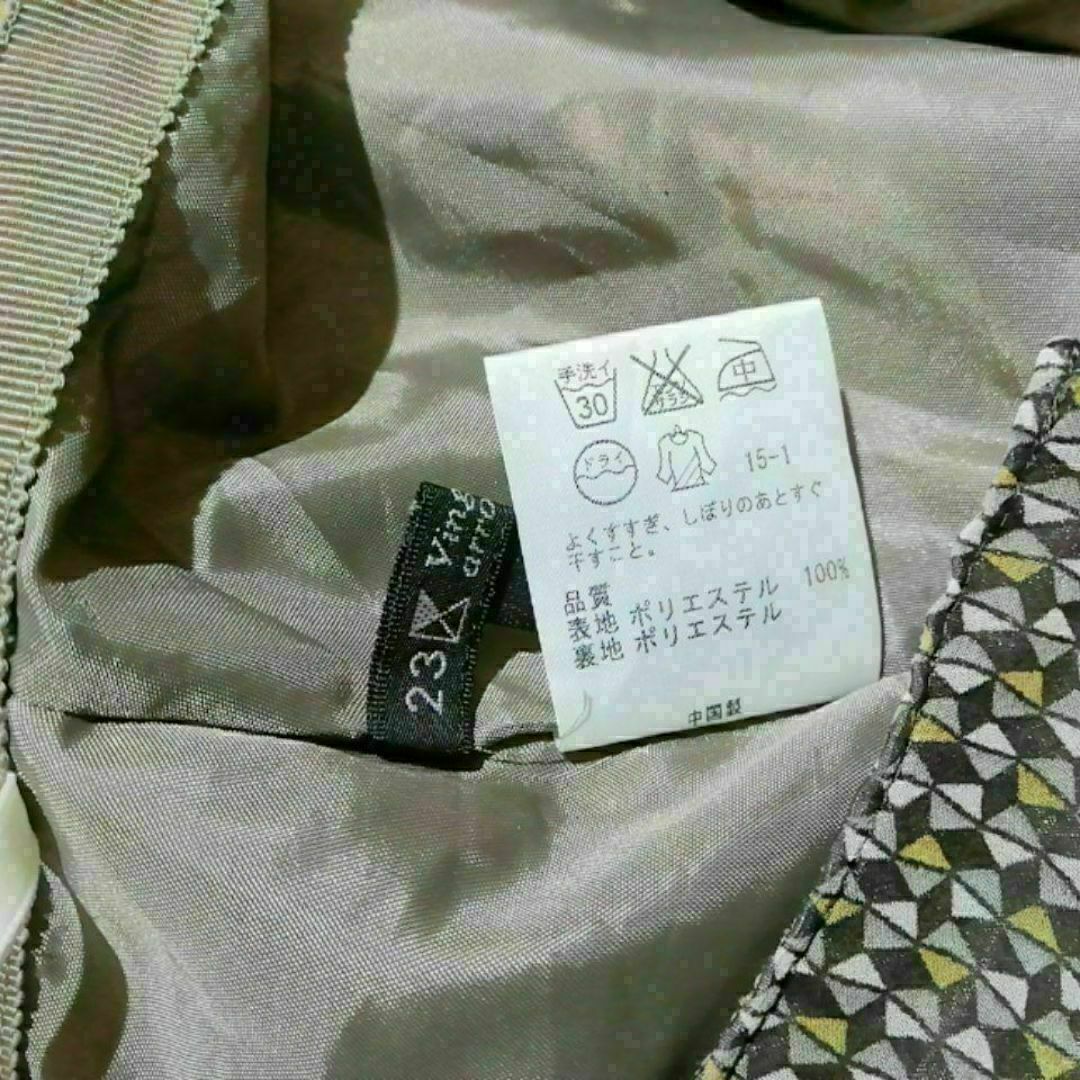 手洗イ
30
中
ドライ
15-1
よくすすぎ、しぼりのあとすぐ
干すこと。
品質
表地 ポリエステル 100%
裏地 ポリエステル
中国製
23